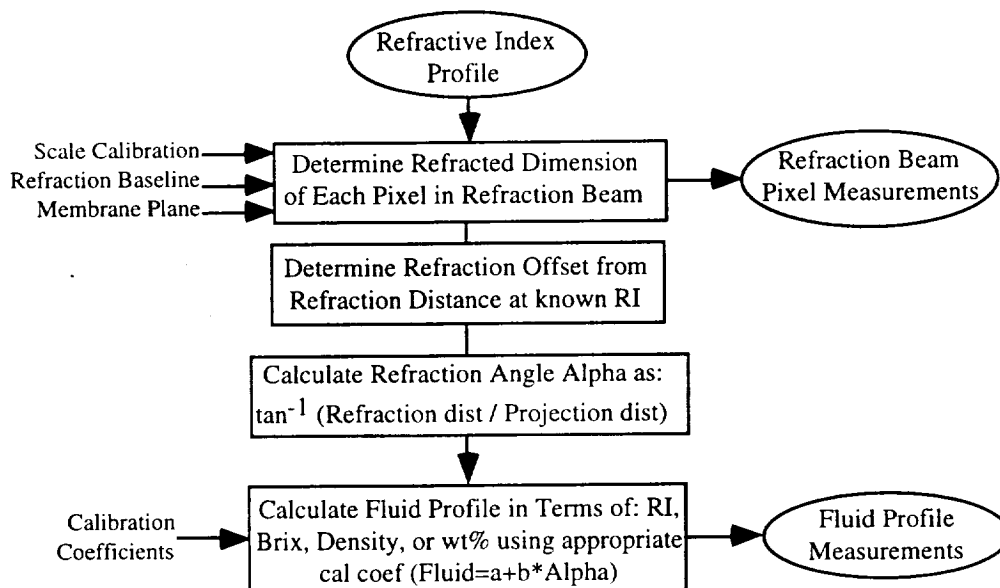 Refractive Index
Profile
Scale Calibration
Refraction Baseline
Membrane Plane
Determine Refracted Dimension
of Each Pixel in Refraction Beam
Refraction Beam
Pixel Measurements
Determine Refraction Offset from
Refraction Distance at known RI
Calculate Refraction Angle Alpha as:
tan⁻¹ (Refraction dist / Projection dist)
Calibration
Coefficients
Calculate Fluid Profile in Terms of: RI,
Brix, Density, or wt% using appropriate
cal coef (Fluid=a+b*Alpha)
Fluid Profile
Measurements